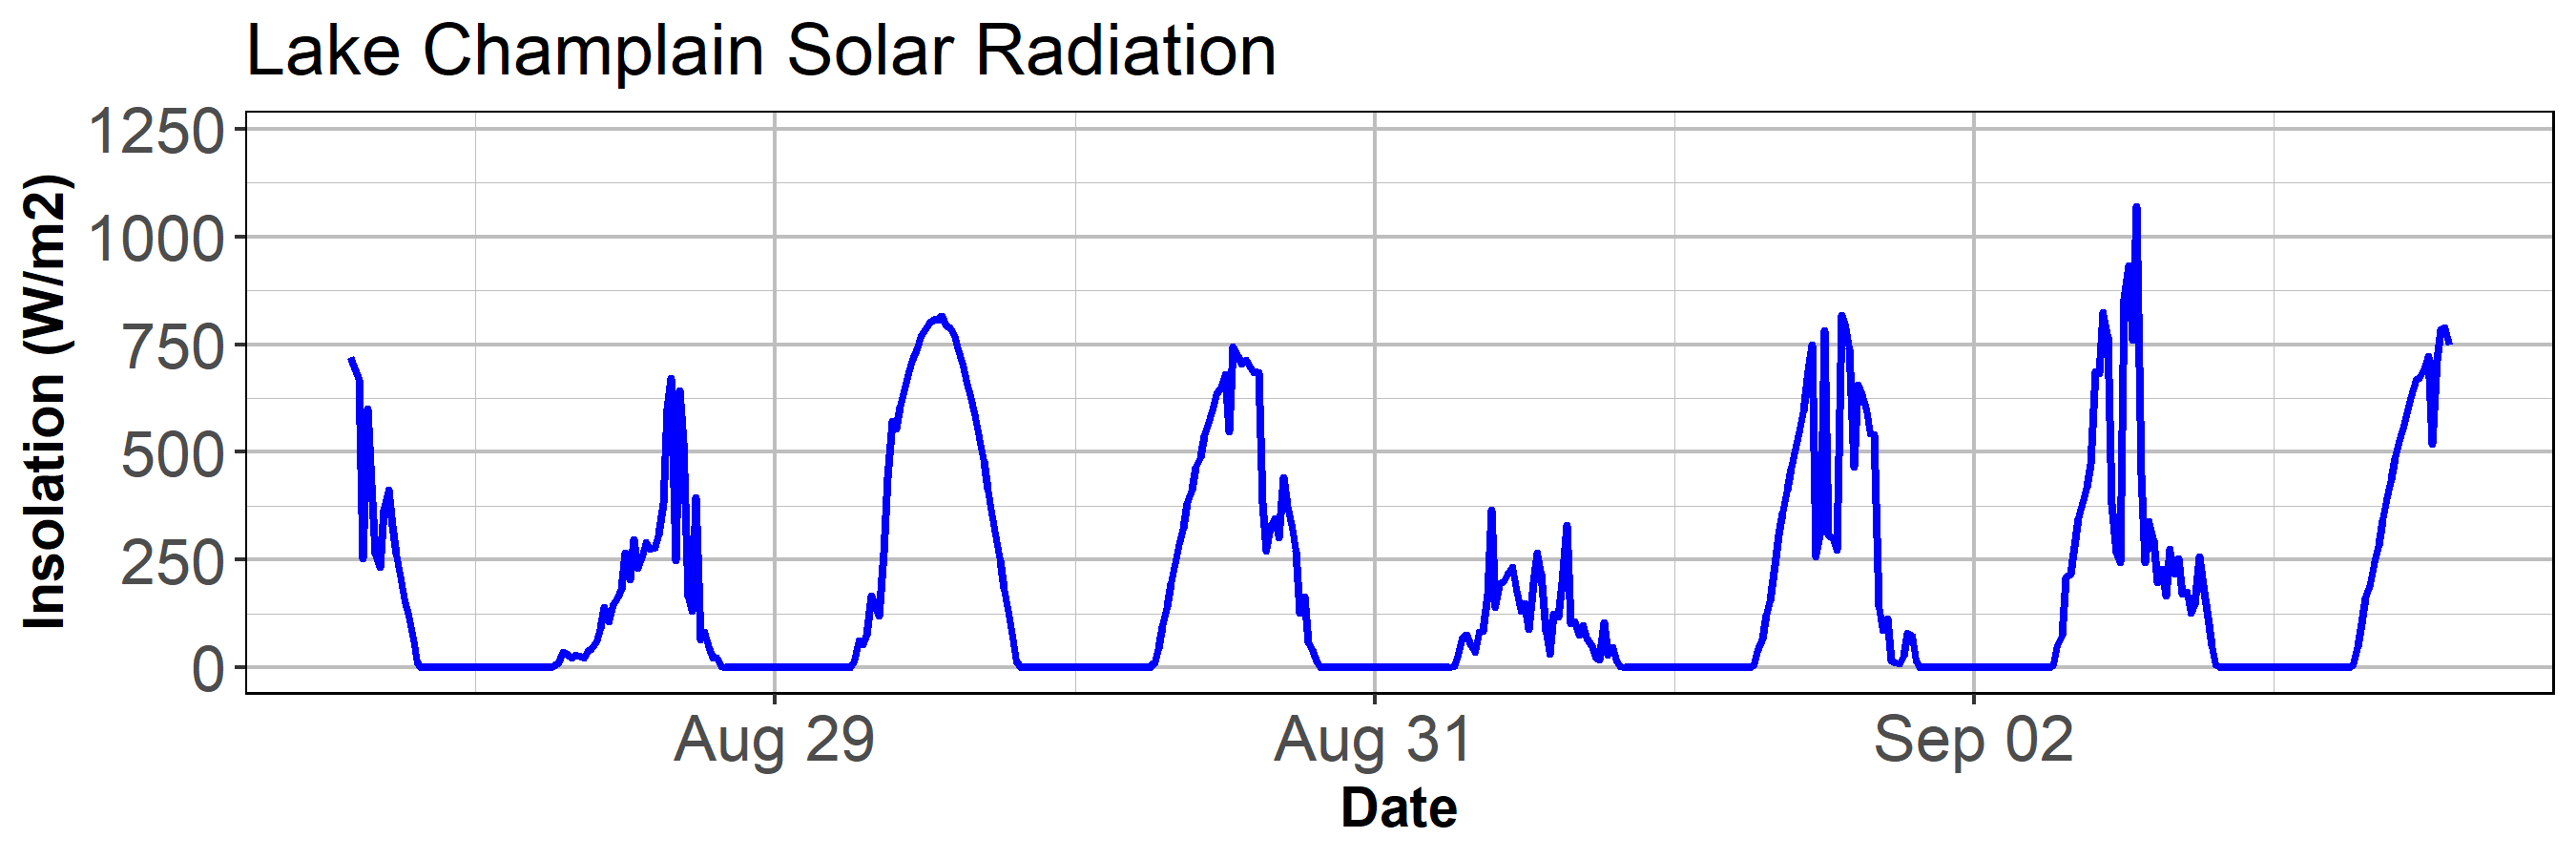 Lake Champlain Solar Radiation
Insolation (W/m2)
1250
1000
750
500
250
0
Aug 29 Aug 31 Sep 02
Date